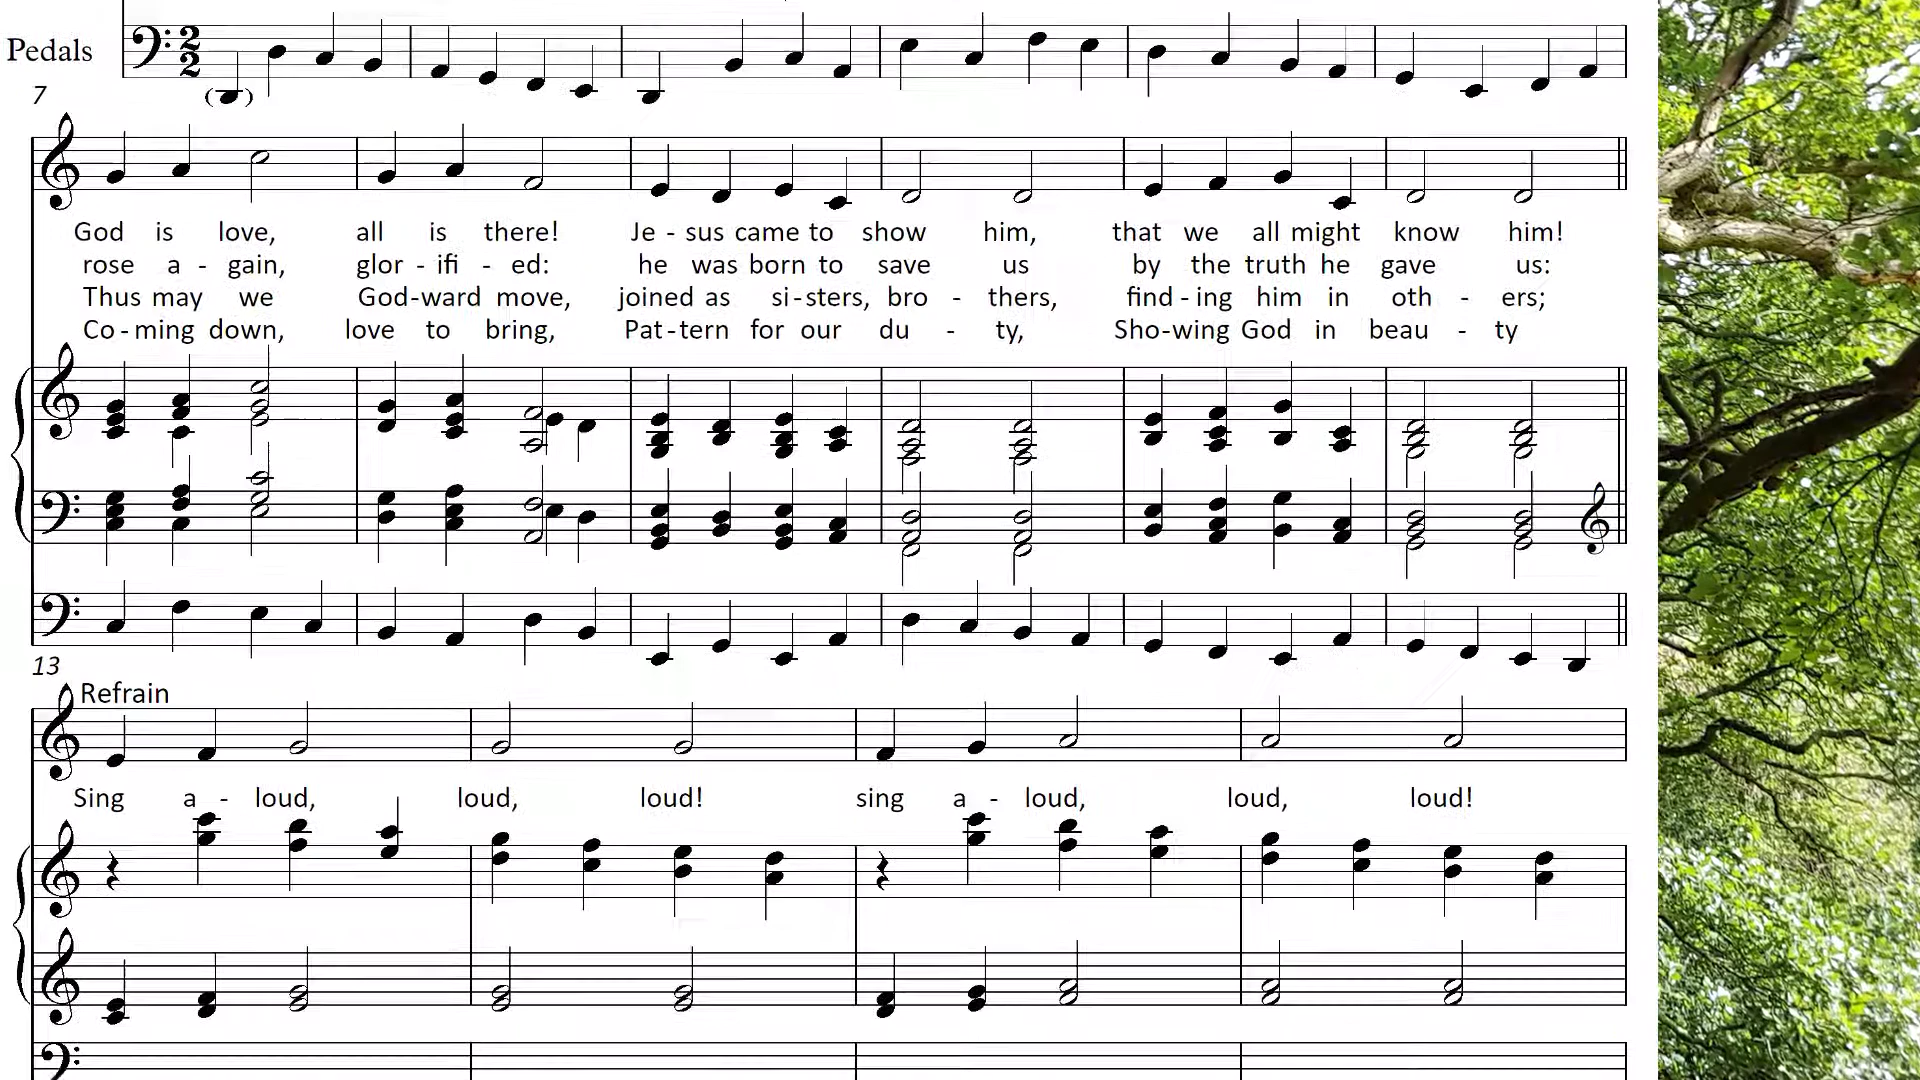 Pedals
2
2
( )
7
God is love, all is there! Je - sus came to show him, that we all might know him!
rose a - gain, glor - ifi - ed: he was born to save us by the truth he gave us:
Thus may we God-ward move, joined as si-sters, bro - thers, find - ing him in oth - ers;
Co - ming down, love to bring, Pat-tern for our du - ty, Sho-wing God in beau - ty
13
Refrain
Sing a - loud, loud, loud! sing a - loud, loud, loud!